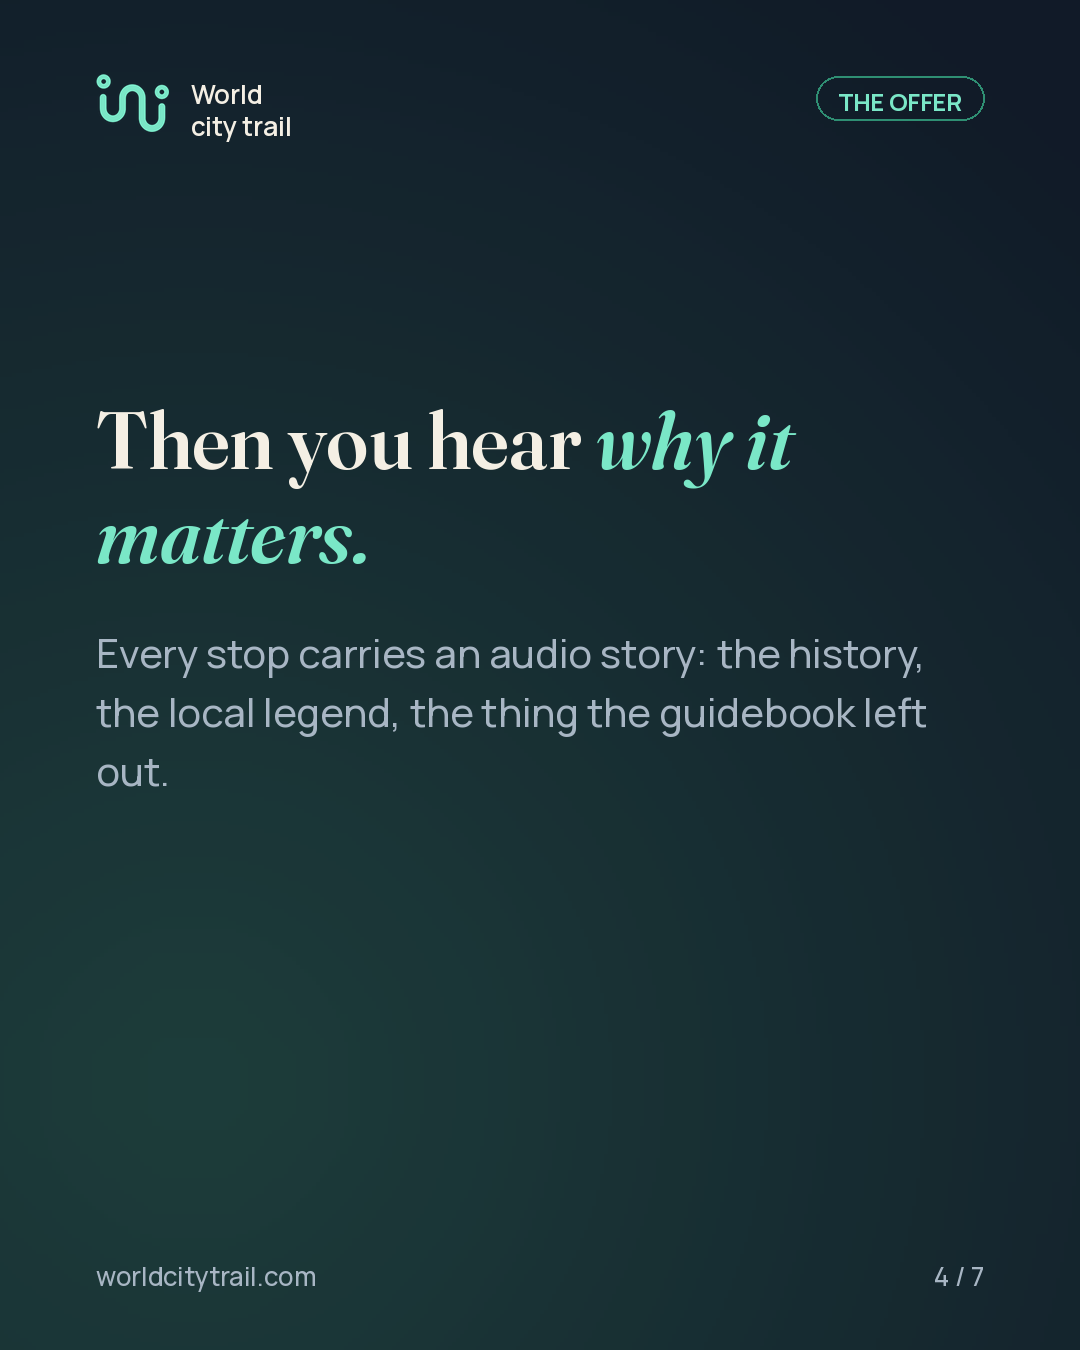 World
city trail
THE OFFER
Then you hear why it
matters.
Every stop carries an audio story: the history,
the local legend, the thing the guidebook left
out.
worldcitytrail.com
4 / 7